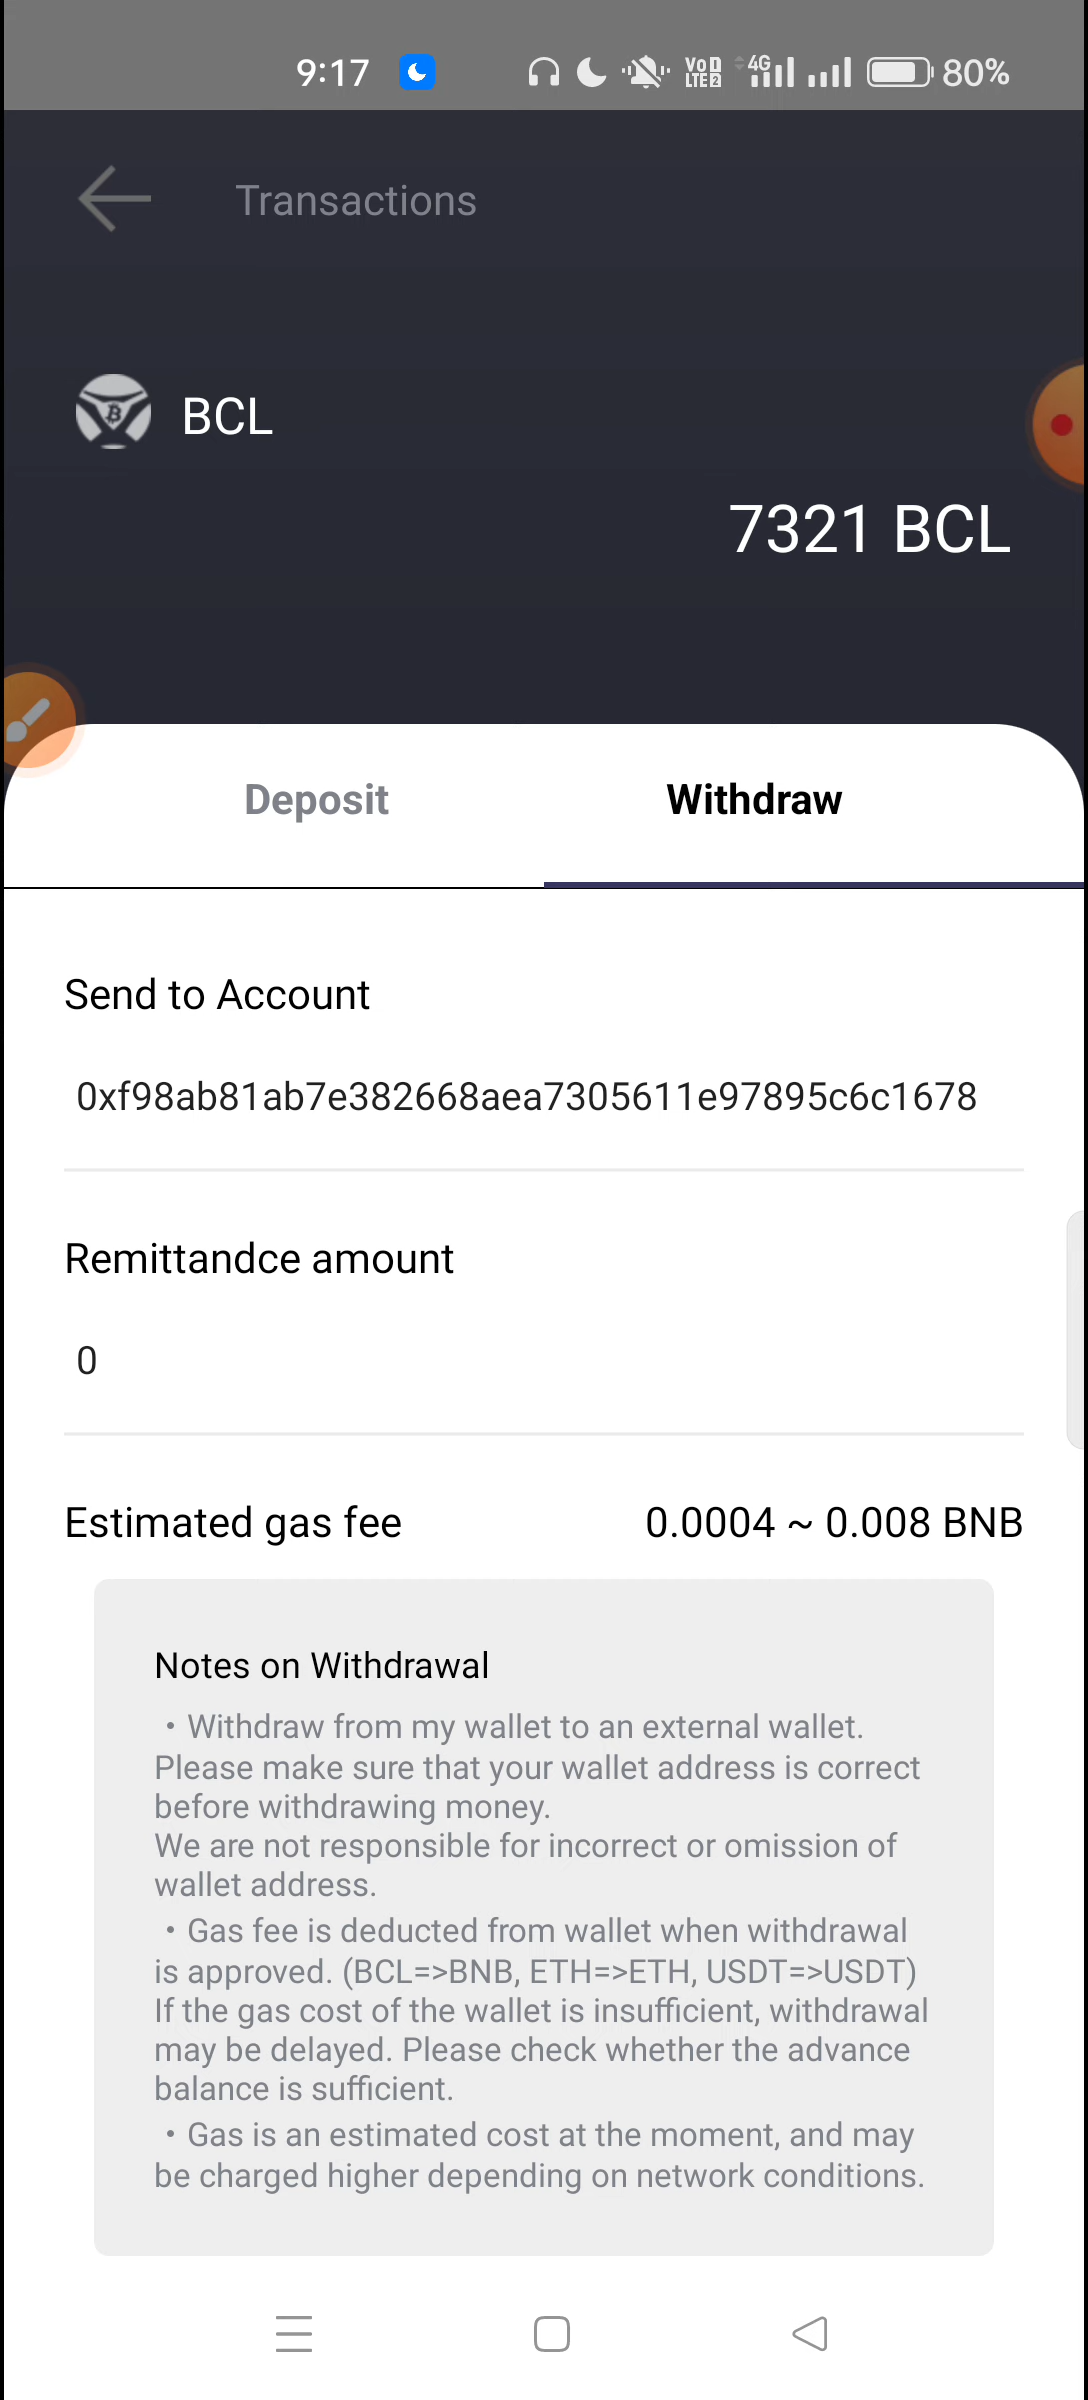 9:17
VoD LTE 2
4G
80%
Transactions
BCL
7321 BCL
Deposit
Withdraw
Send to Account
0xf98ab81ab7e382668aea7305611e97895c6c1678
Remittandce amount
0
Estimated gas fee
0.0004 ~ 0.008 BNB
Notes on Withdrawal
・Withdraw from my wallet to an external wallet.
Please make sure that your wallet address is correct
before withdrawing money.
We are not responsible for incorrect or omission of
wallet address.
・Gas fee is deducted from wallet when withdrawal
is approved. (BCL=>BNB, ETH=>ETH, USDT=>USDT)
If the gas cost of the wallet is insufficient, withdrawal
may be delayed. Please check whether the advance
balance is sufficient.
・Gas is an estimated cost at the moment, and may
be charged higher depending on network conditions.